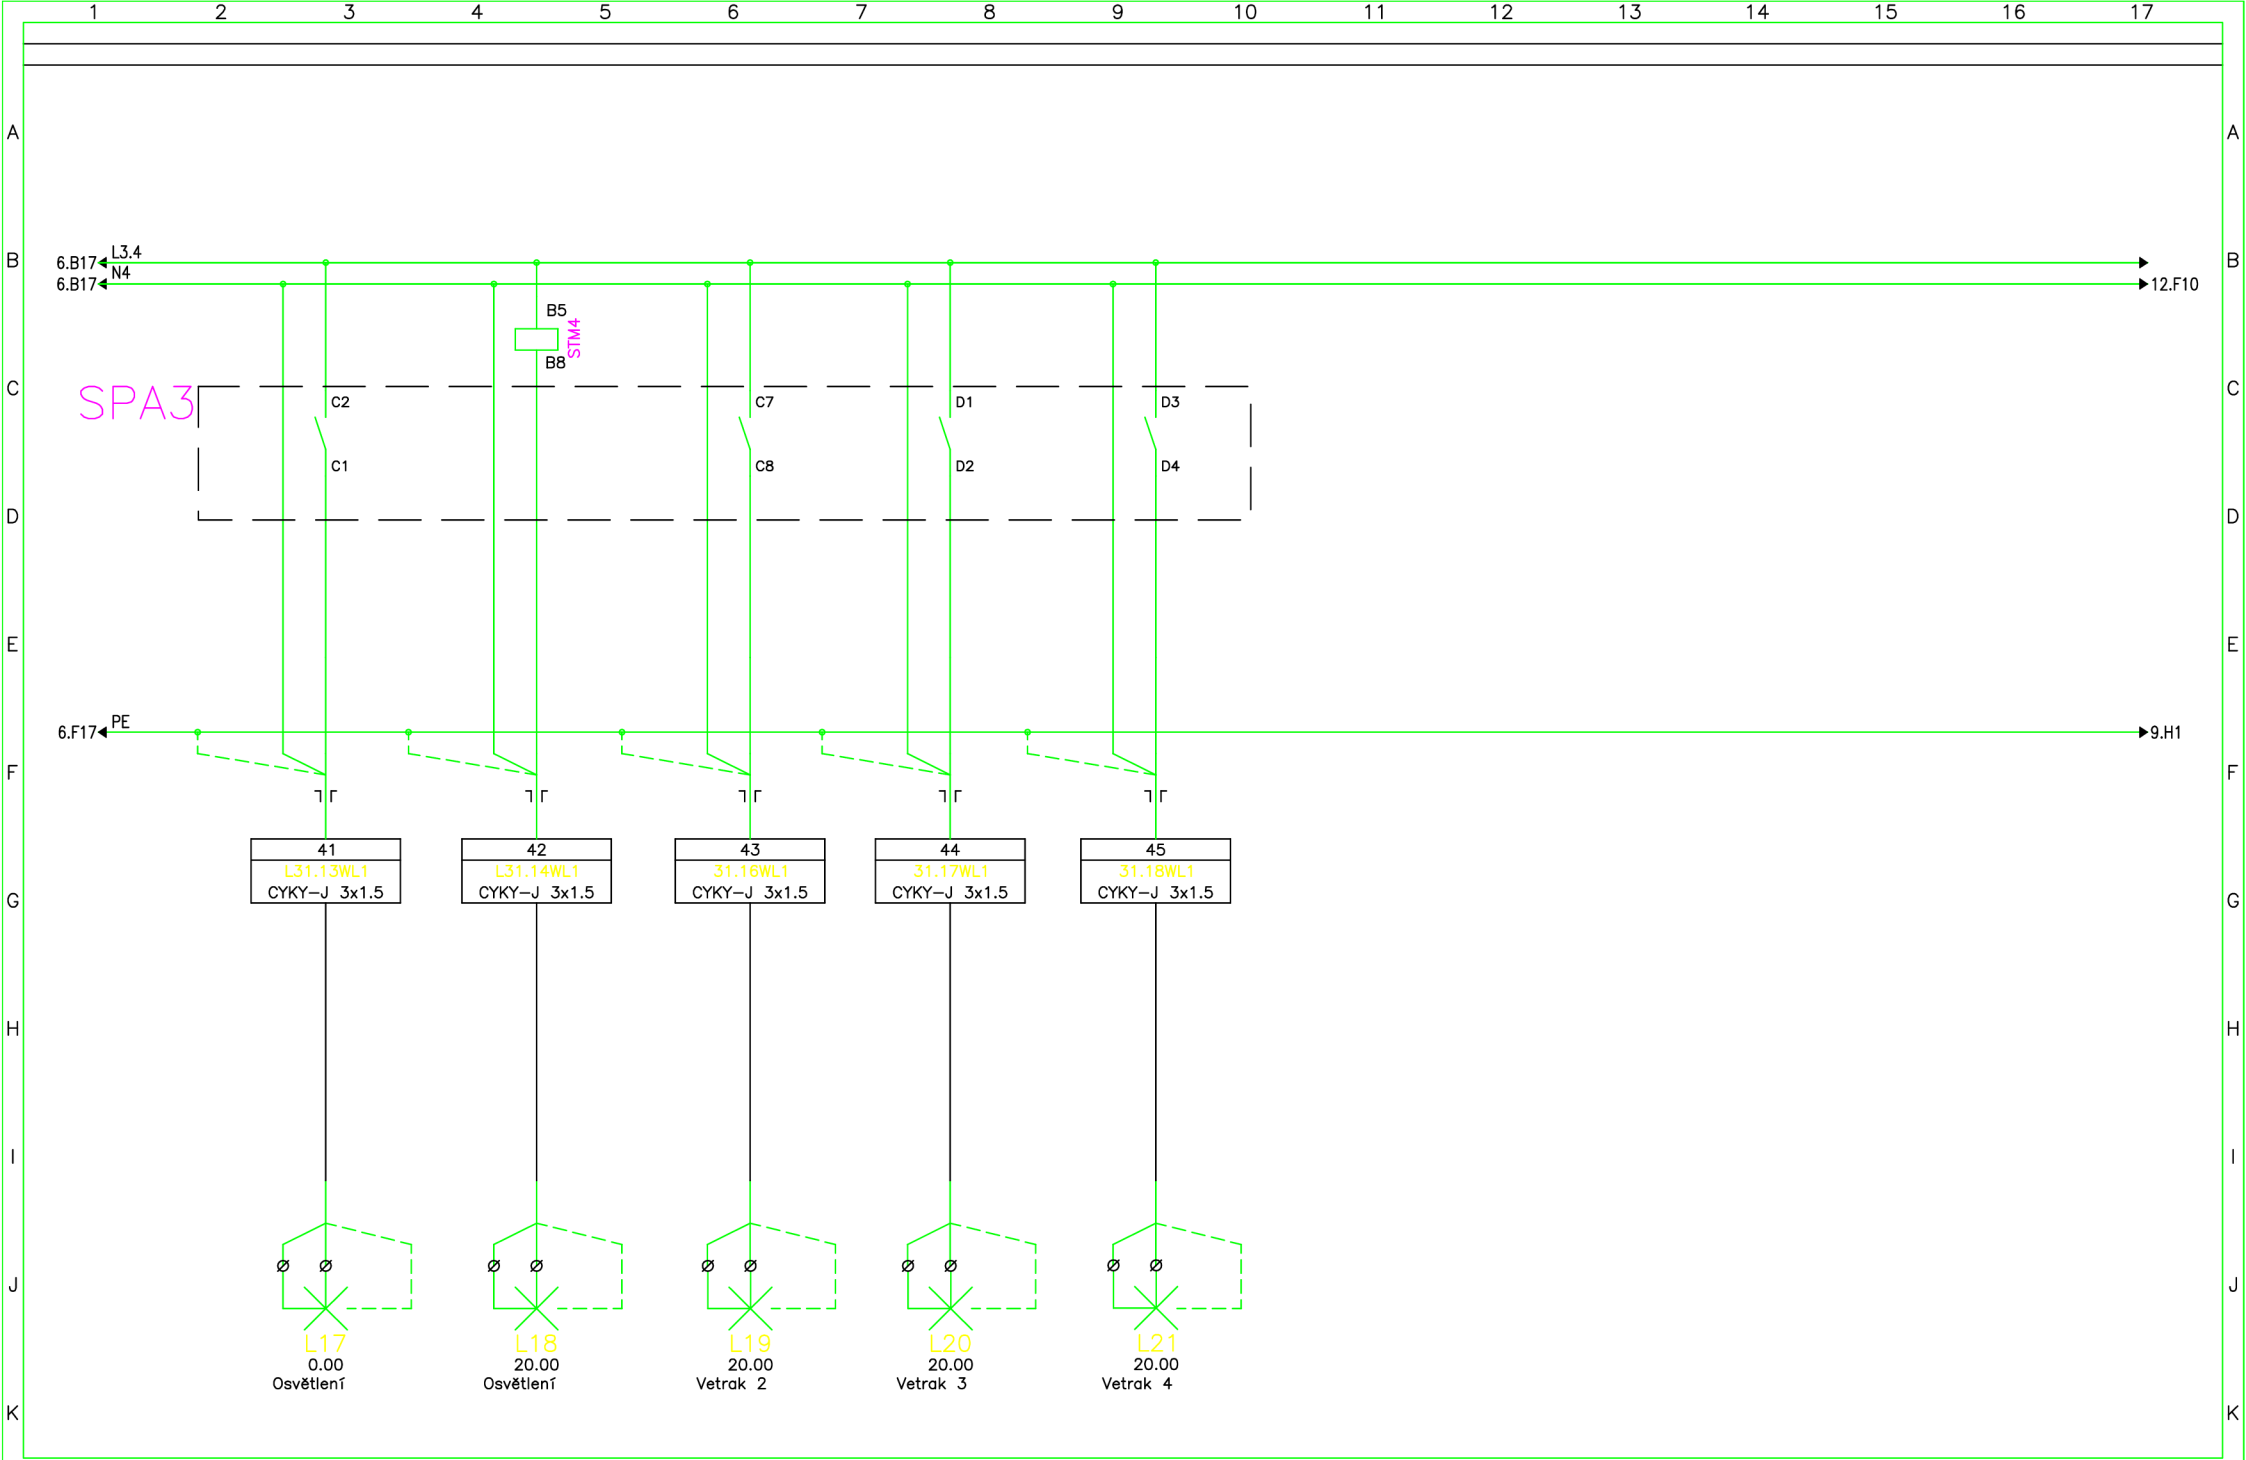 1 2 3 4 5 6 7 8 9 10 11 12 13 14 15 16 17
A A
B B
L3.4
6.B17
N4
6.B17 12.F10
B5
STM4
B8
C C
SPA3
C2 C7 D1 D3
C1 C8 D2 D4
D D
E E
PE
6.F17 9.H1
F F
41 42 43 44 45
L31.13WL1 L31.14WL1 31.16WL1 31.17WL1 31.18WL1
CYKY-J 3x1.5 CYKY-J 3x1.5 CYKY-J 3x1.5 CYKY-J 3x1.5 CYKY-J 3x1.5
G G
H H
I I
J J
L17 L18 L19 L20 L21
0.00 20.00 20.00 20.00 20.00
Osvětlení Osvětlení Vetrak 2 Vetrak 3 Vetrak 4
K K